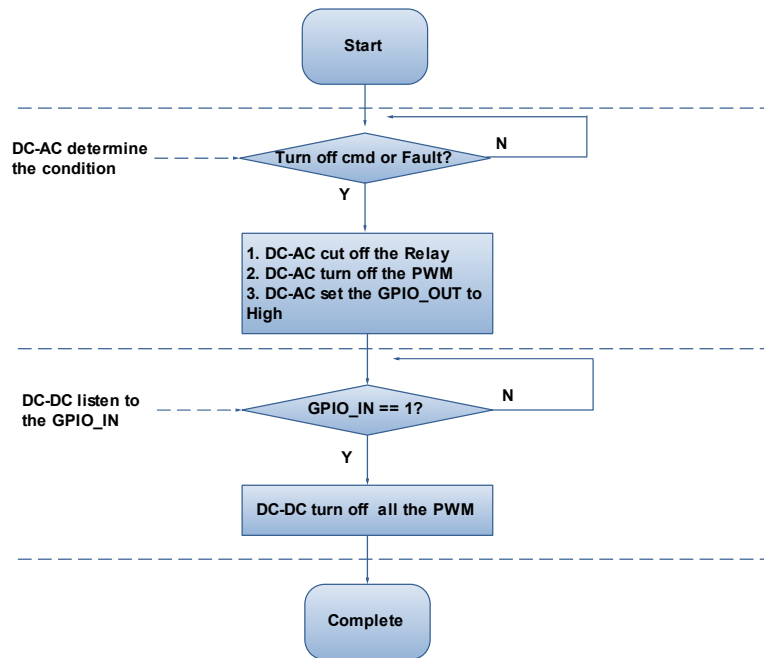 Start
DC-AC determine
the condition
Turn off cmd or Fault?
N
Y
1. DC-AC cut off the Relay
2. DC-AC turn off the PWM
3. DC-AC set the GPIO_OUT to
High
DC-DC listen to
the GPIO_IN
GPIO_IN == 1?
N
Y
DC-DC turn off all the PWM
Complete